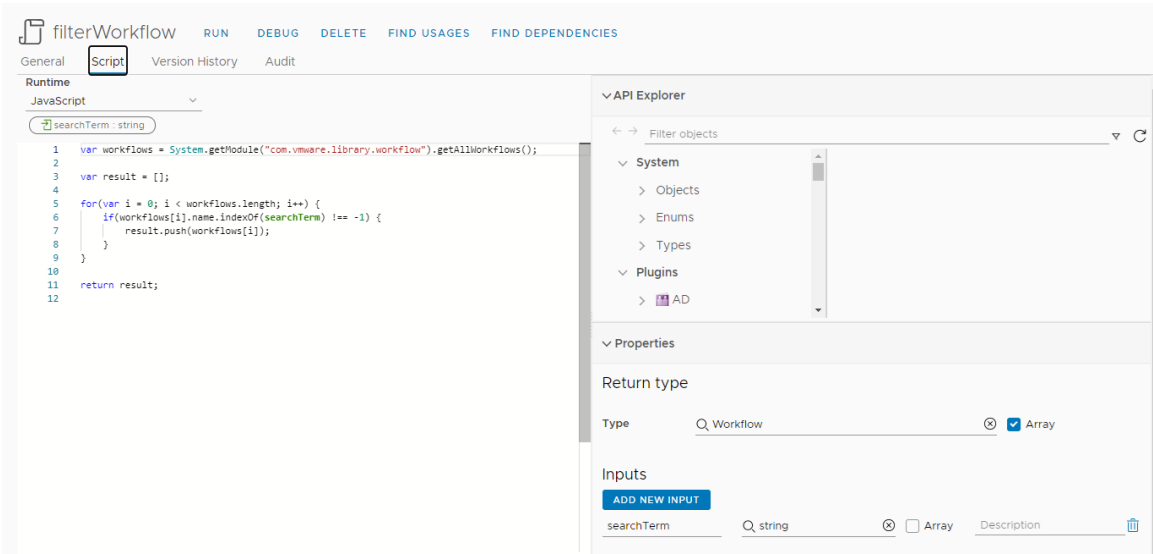 filterWorkflow RUN DEBUG DELETE FIND USAGES FIND DEPENDENCIES
General Script Version History Audit
Runtime
JavaScript
searchTerm : string
1 var workflows = System.getModule("com.vmware.library.workflow").getAllWorkflows();
2
3 var result = [];
4
5 for(var i = 0; i < workflows.length; i++) {
6 if(workflows[i].name.indexOf(searchTerm) !== -1) {
7 result.push(workflows[i]);
8 }
9 }
10
11 return result;
12
API Explorer
Filter objects
System
Objects
Enums
Types
Plugins
AD
Properties
Return type
Type Workflow Array
Inputs
ADD NEW INPUT
searchTerm string Array Description